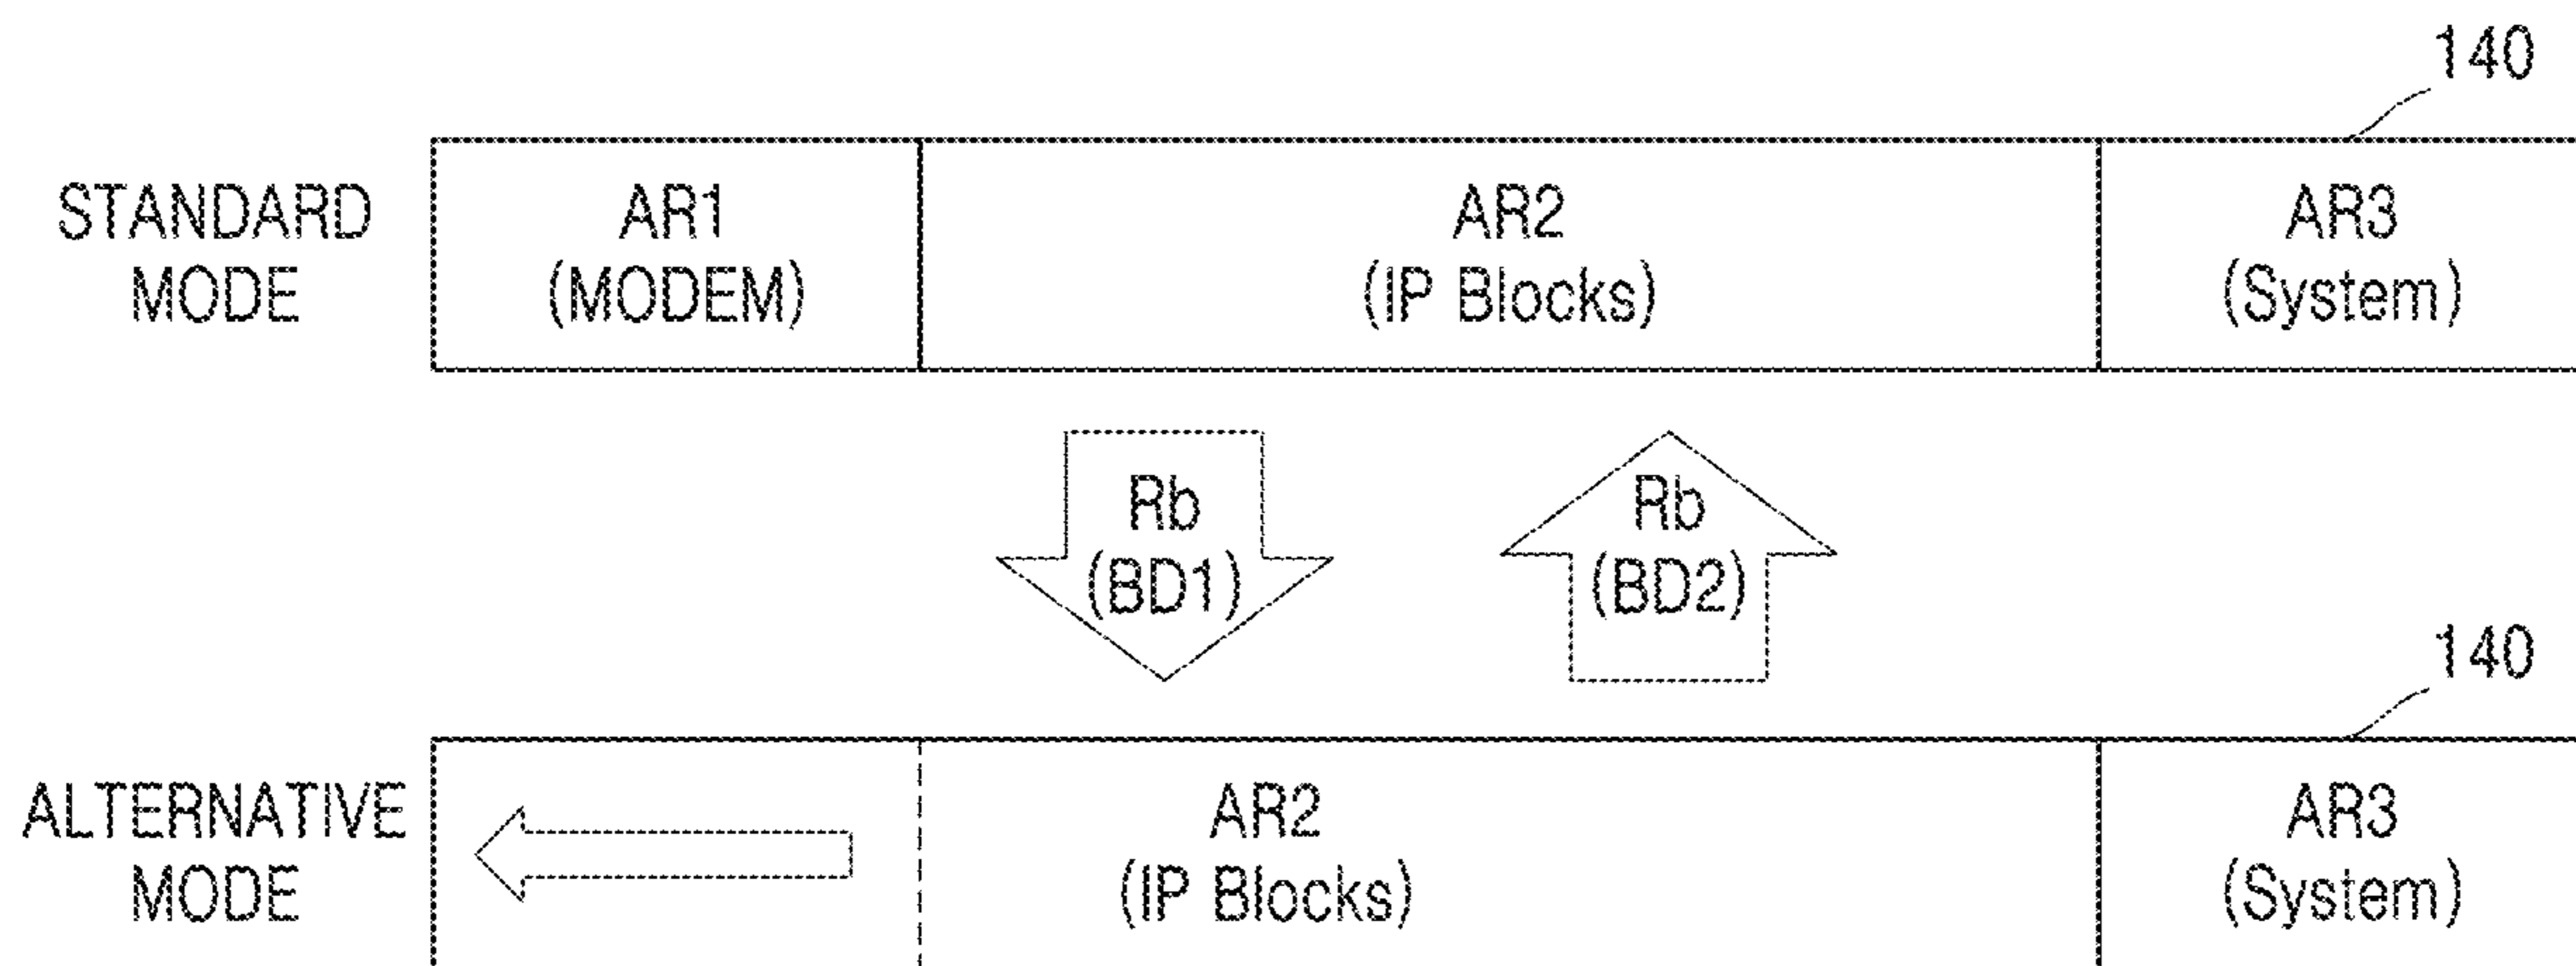 140
STANDARD
MODE
AR1
(MODEM)
AR2
(IP Blocks)
AR3
(System)
Rb
(BD1)
Rb
(BD2)
140
ALTERNATIVE
MODE
AR2
(IP Blocks)
AR3
(System)